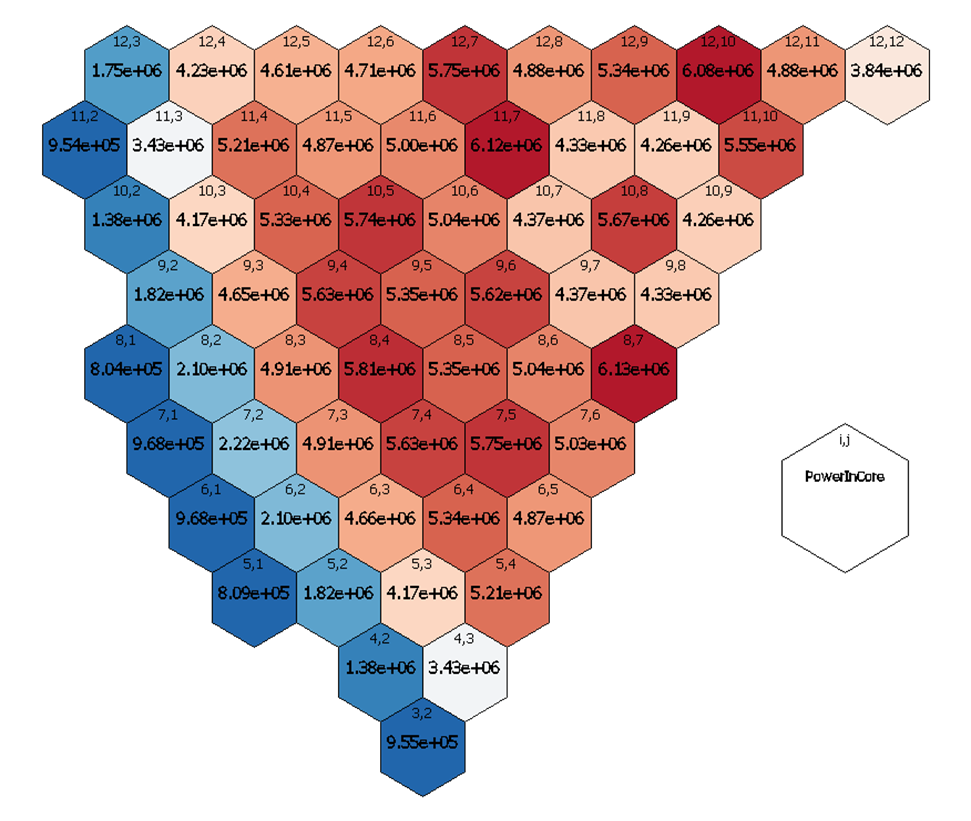 12,3 12,4 12,5 12,6 12,7 12,8 12,9 12,10 12,11 12,12
1.75e+06 4.23e+06 4.61e+06 4.71e+06 5.75e+06 4.88e+06 5.34e+06 6.08e+06 4.88e+06 3.84e+06
11,2 11,3 11,4 11,5 11,6 11,7 11,8 11,9 11,10
9.54e+05 3.43e+06 5.21e+06 4.87e+06 5.00e+06 6.12e+06 4.33e+06 4.26e+06 5.55e+06
10,2 10,3 10,4 10,5 10,6 10,7 10,8 10,9
1.38e+06 4.17e+06 5.33e+06 5.74e+06 5.04e+06 4.37e+06 5.67e+06 4.26e+06
9,2 9,3 9,4 9,5 9,6 9,7 9,8
1.82e+06 4.65e+06 5.63e+06 5.35e+06 5.62e+06 4.37e+06 4.33e+06
8,1 8,2 8,3 8,4 8,5 8,6 8,7
8.04e+05 2.10e+06 4.91e+06 5.81e+06 5.35e+06 5.04e+06 6.13e+06
7,1 7,2 7,3 7,4 7,5 7,6
9.68e+05 2.22e+06 4.91e+06 5.63e+06 5.75e+06 5.03e+06
i,j
PowerInCore
6,1 6,2 6,3 6,4 6,5
9.68e+05 2.10e+06 4.66e+06 5.34e+06 4.87e+06
5,1 5,2 5,3 5,4
8.09e+05 1.82e+06 4.17e+06 5.21e+06
4,2 4,3
1.38e+06 3.43e+06
3,2
9.55e+05